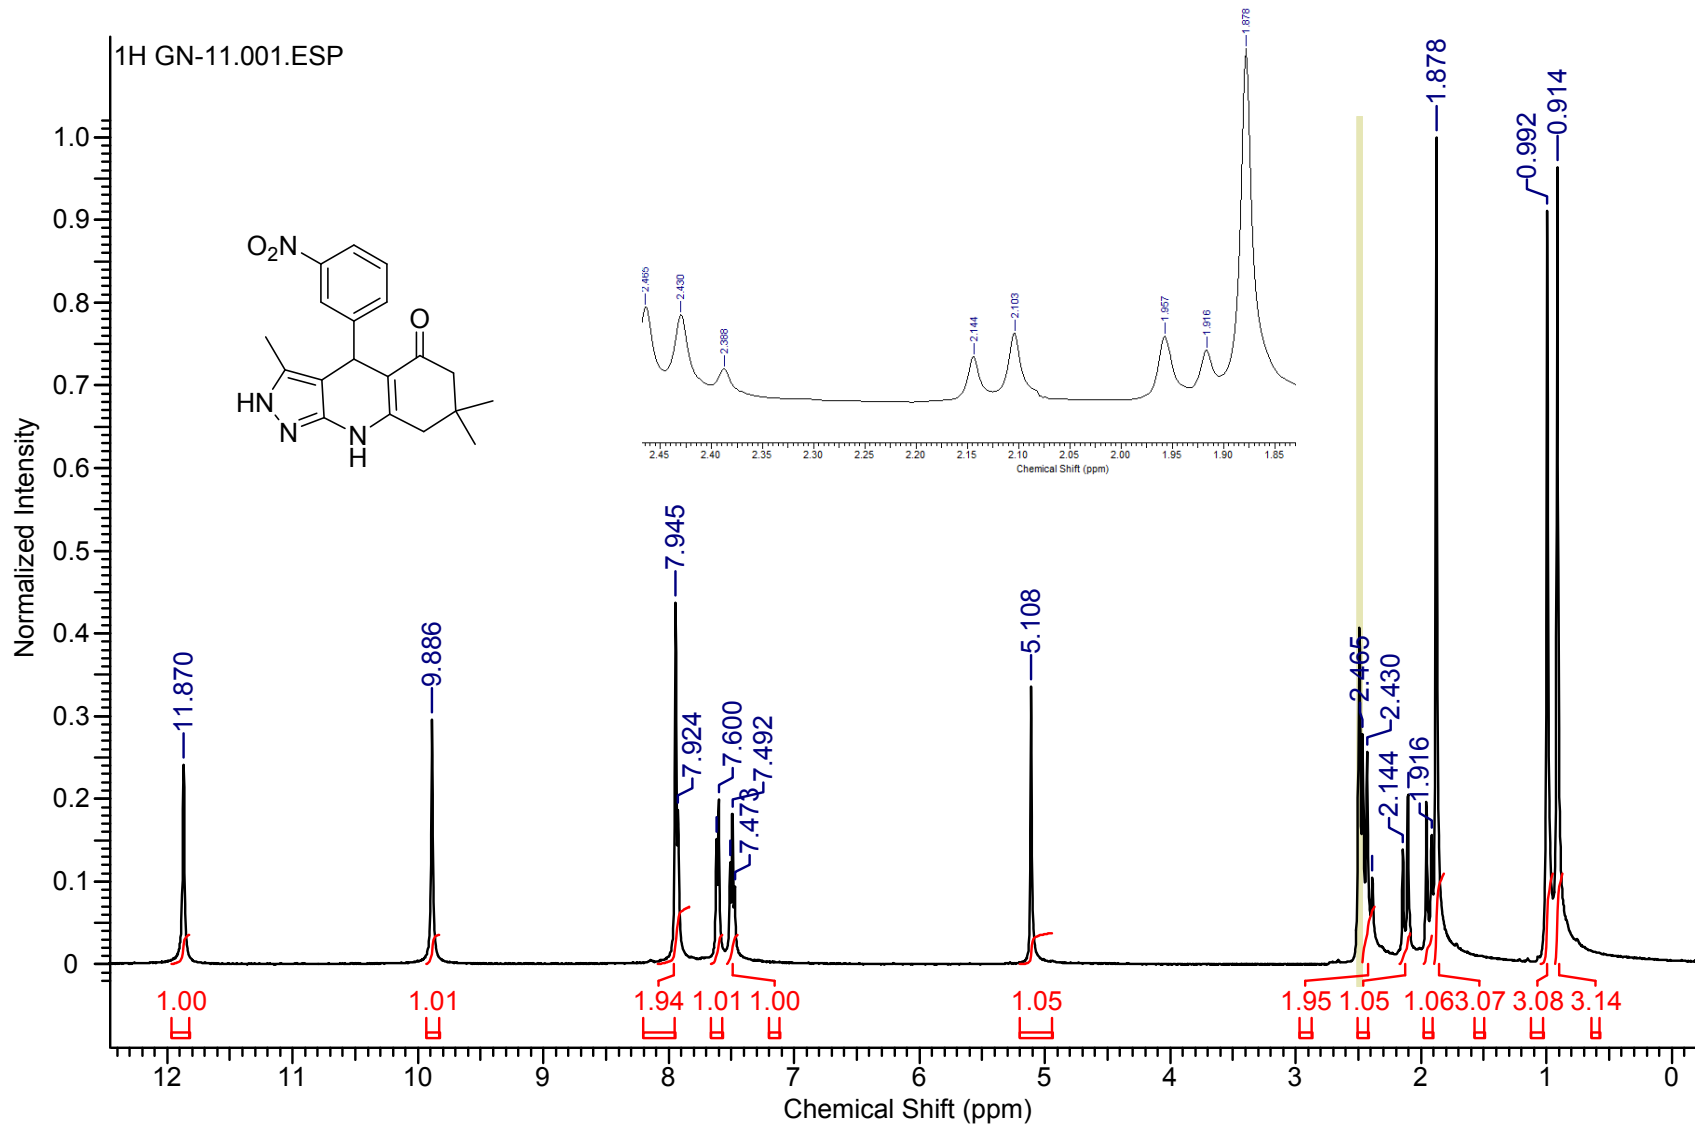 1H GN-11.001.ESP
Normalized Intensity
1.0
0.9
0.8
0.7
0.6
0.5
0.4
0.3
0.2
0.1
0
O2N
O
HN
N
N
H
2.465
2.430
2.388
2.144
2.103
1.957
1.916
1.878
2.45 2.40 2.35 2.30 2.25 2.20 2.15 2.10 2.05 2.00 1.95 1.90 1.85
Chemical Shift (ppm)
11.870
9.886
7.945
7.924
7.600
7.492
7.473
5.108
2.465
2.430
2.144
1.916
1.878
0.992
0.914
1.00 1.01 1.94 1.01 1.00 1.05 1.95 1.05 1.06 3.07 3.08 3.14
12 11 10 9 8 7 6 5 4 3 2 1 0
Chemical Shift (ppm)